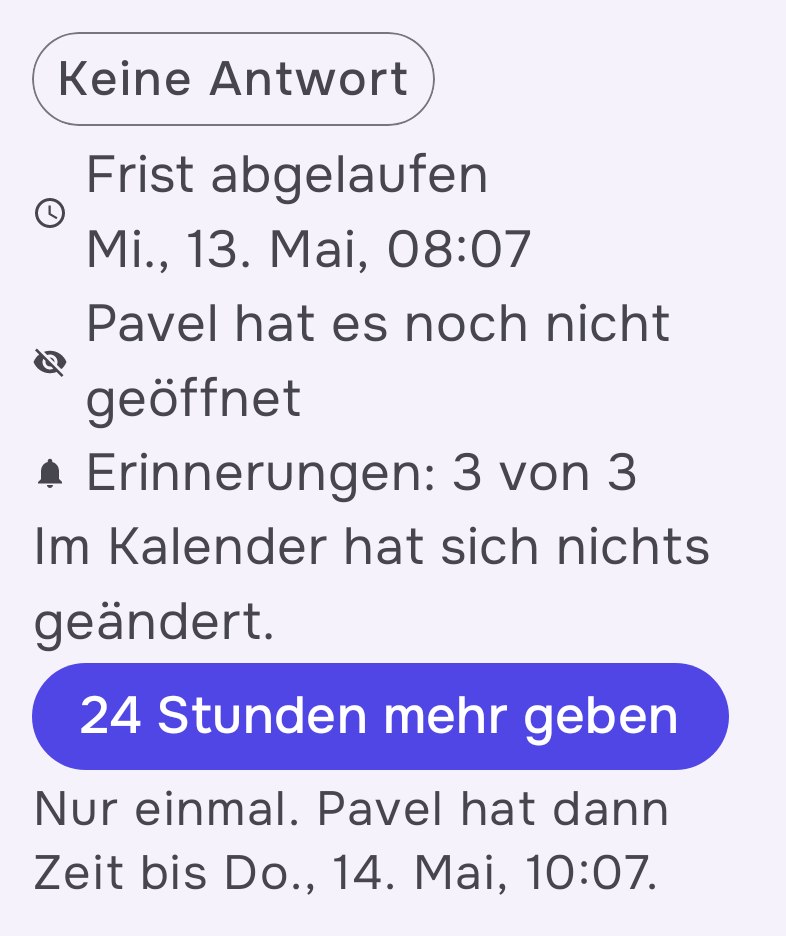 Keine Antwort
Frist abgelaufen
Mi., 13. Mai, 08:07
Pavel hat es noch nicht
geöffnet
Erinnerungen: 3 von 3
Im Kalender hat sich nichts
geändert.
24 Stunden mehr geben
Nur einmal. Pavel hat dann
Zeit bis Do., 14. Mai, 10:07.